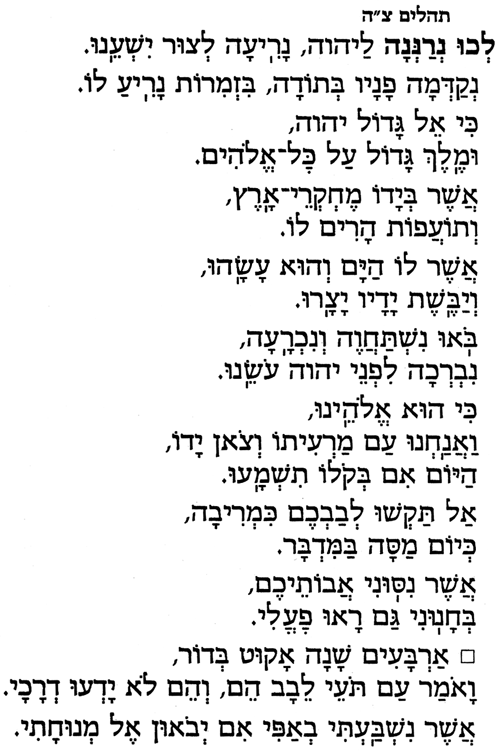 תהלים צ״ה
לְכוּ נְרַנְּנָה לַיהוה, נָרִיעָה לְצוּר יִשְׁעֵֽנוּ.
נְקַדְּמָה פָנָיו בְּתוֹדָה, בִּזְמִרוֹת נָרִֽיעַ לוֹ.
כִּי אֵל גָּדוֹל יהוה,
וּמֶֽלֶךְ גָּדוֹל עַל כָּל־אֱלֹהִים.
אֲשֶׁר בְּיָדוֹ מֶחְקְרֵי־אָֽרֶץ,
וְתוֹעֲפוֹת הָרִים לוֹ.
אֲשֶׁר לוֹ הַיָּם וְהוּא עָשָֽׂהוּ,
וְיַבֶּֽשֶׁת יָדָיו יָצָֽרוּ.
בֹּֽאוּ נִשְׁתַּחֲוֶה וְנִכְרָֽעָה,
נִבְרְכָה לִפְנֵי יהוה עֹשֵֽׂנוּ.
כִּי הוּא אֱלֹהֵֽינוּ,
וַאֲנַֽחְנוּ עַם מַרְעִיתוֹ וְצֹאן יָדוֹ,
הַיּוֹם אִם בְּקֹלוֹ תִשְׁמָֽעוּ.
אַל תַּקְשׁוּ לְבַבְכֶם כִּמְרִיבָה,
כְּיוֹם מַסָּה בַּמִּדְבָּר.
אֲשֶׁר נִסּֽוּנִי אֲבוֹתֵיכֶם,
בְּחָנֽוּנִי גַּם רָאוּ פָעֳלִי.
□ אַרְבָּעִים שָׁנָה אָקוּט בְּדוֹר,
וָאֹמַר עַם תֹּעֵי לֵבָב הֵם, וְהֵם לֹא יָדְעוּ דְרָכָי.
אֲשֶׁר נִשְׁבַּֽעְתִּי בְאַפִּי אִם יְבֹאוּן אֶל מְנוּחָתִי.